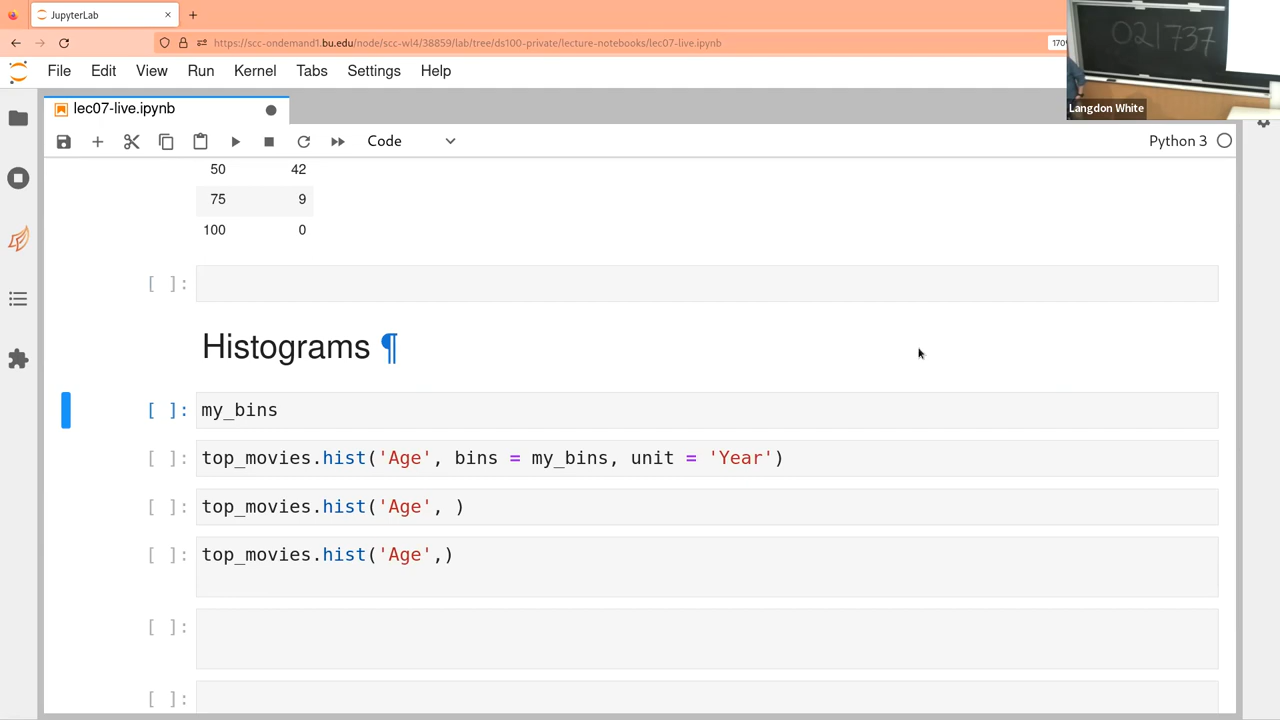 JupyterLab
https://scc-ondemand1.bu.edu/node/scc-wl4/38859/lab/tree/ds100-private/lecture-notebooks/lec07-live.ipynb
170%
021737
Langdon White
File Edit View Run Kernel Tabs Settings Help
lec07-live.ipynb
Code
Python 3
50 42
75 9
100 0
[ ]:
Histograms ¶
[ ]: my_bins
[ ]: top_movies.hist('Age', bins = my_bins, unit = 'Year')
[ ]: top_movies.hist('Age', )
[ ]: top_movies.hist('Age',)
[ ]:
[ ]: